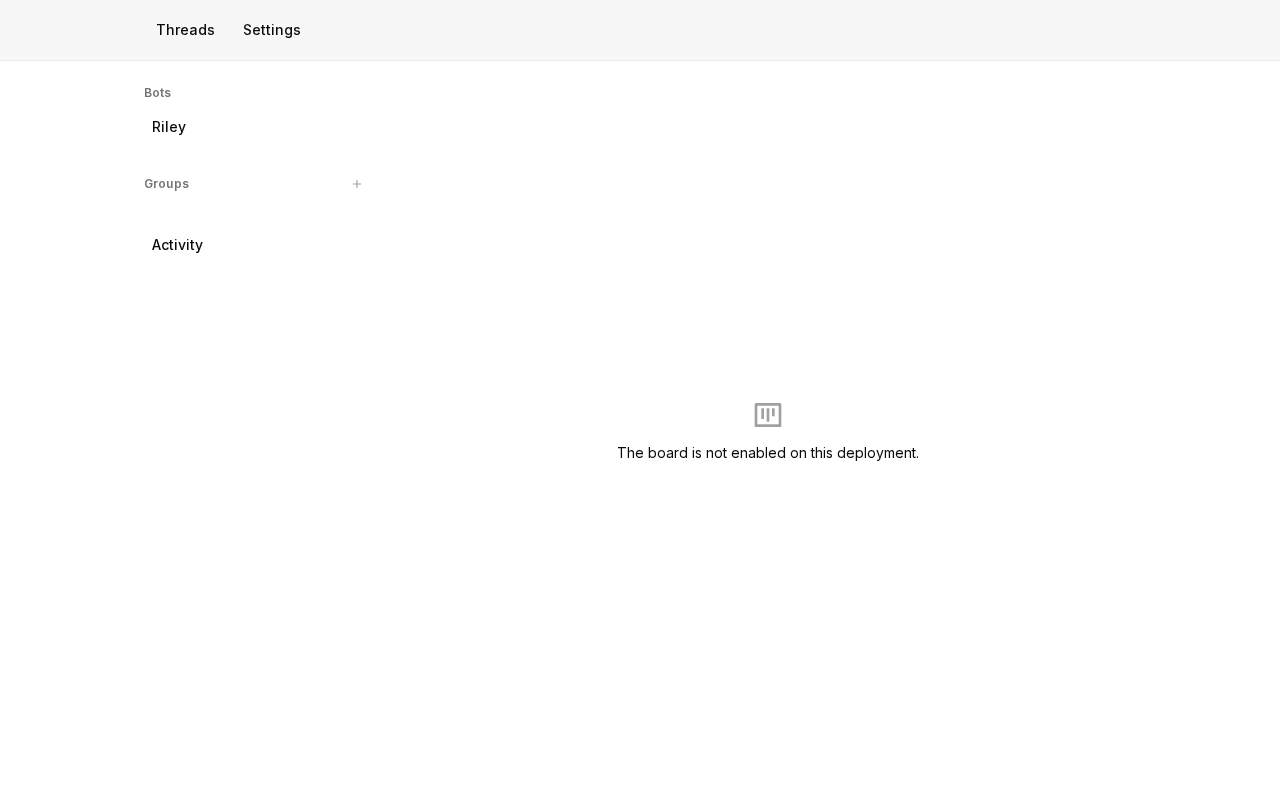 Threads Settings
Bots
Riley
Groups +
Activity
The board is not enabled on this deployment.